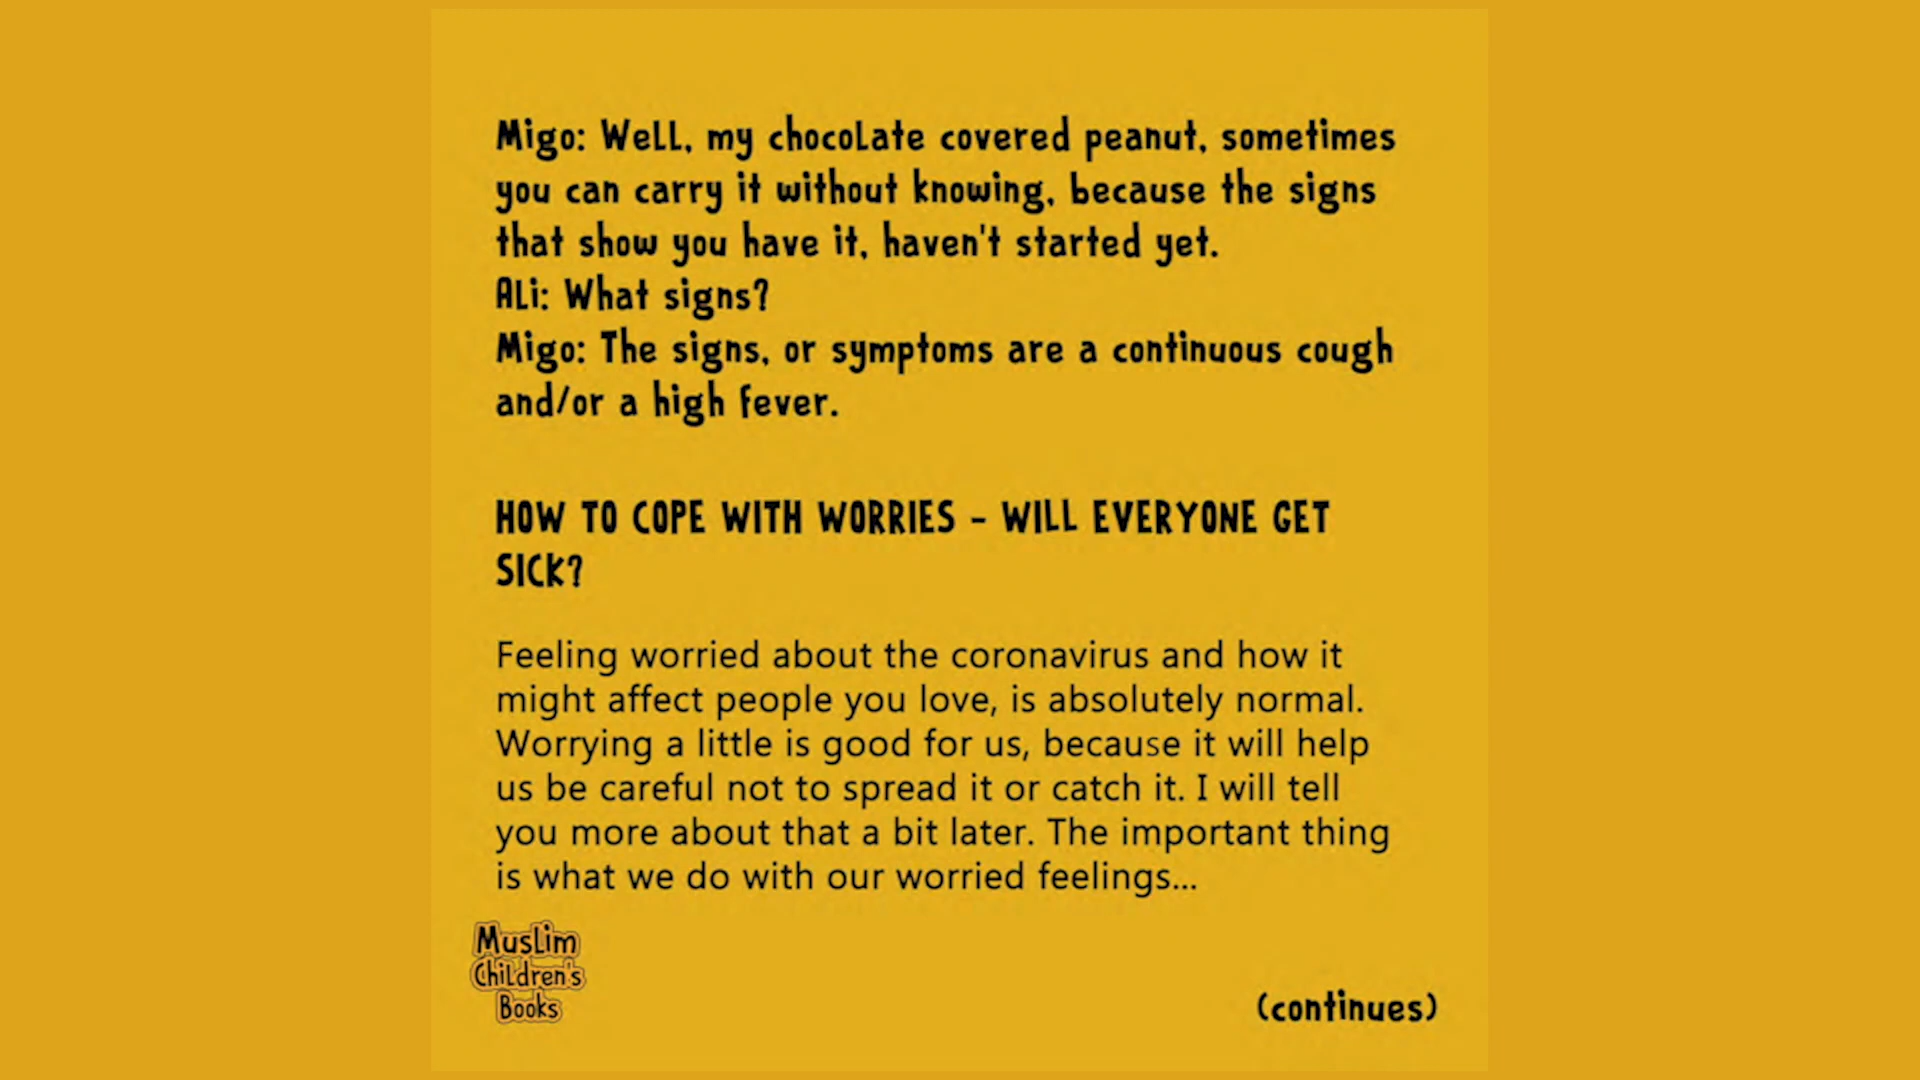 Migo: Well, my chocolate covered peanut, sometimes
you can carry it without knowing, because the signs
that show you have it, haven't started yet.
Ali: What signs?
Migo: The signs, or symptoms are a continuous cough
and/or a high fever.
HOW TO COPE WITH WORRIES - WILL EVERYONE GET
SICK?
Feeling worried about the coronavirus and how it
might affect people you love, is absolutely normal.
Worrying a little is good for us, because it will help
us be careful not to spread it or catch it. I will tell
you more about that a bit later. The important thing
is what we do with our worried feelings...
Muslim
Children's
Books
(continues)